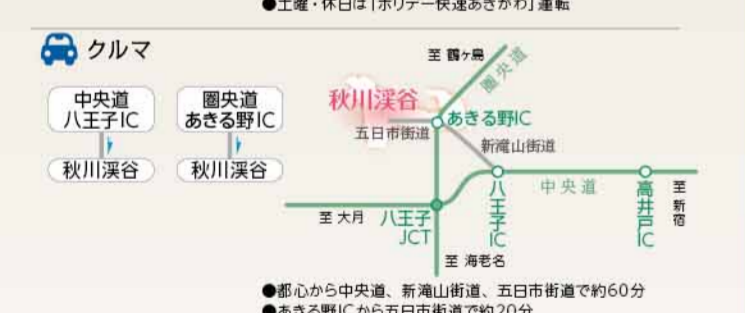 ●土曜・休日は「ホリデー快速あきがわ」運転
クルマ
中央道
八王子IC
秋川渓谷
圏央道
あきる野IC
秋川渓谷
至 鶴ヶ島
圏央道
秋川渓谷
あきる野IC
五日市街道
新滝山街道
中央道
八王子IC
高井戸IC
至 新宿
至 大月
八王子
JCT
至 海老名
●都心から中央道、新滝山街道、五日市街道で約60分
●あきる野ICから五日市街道で約20分